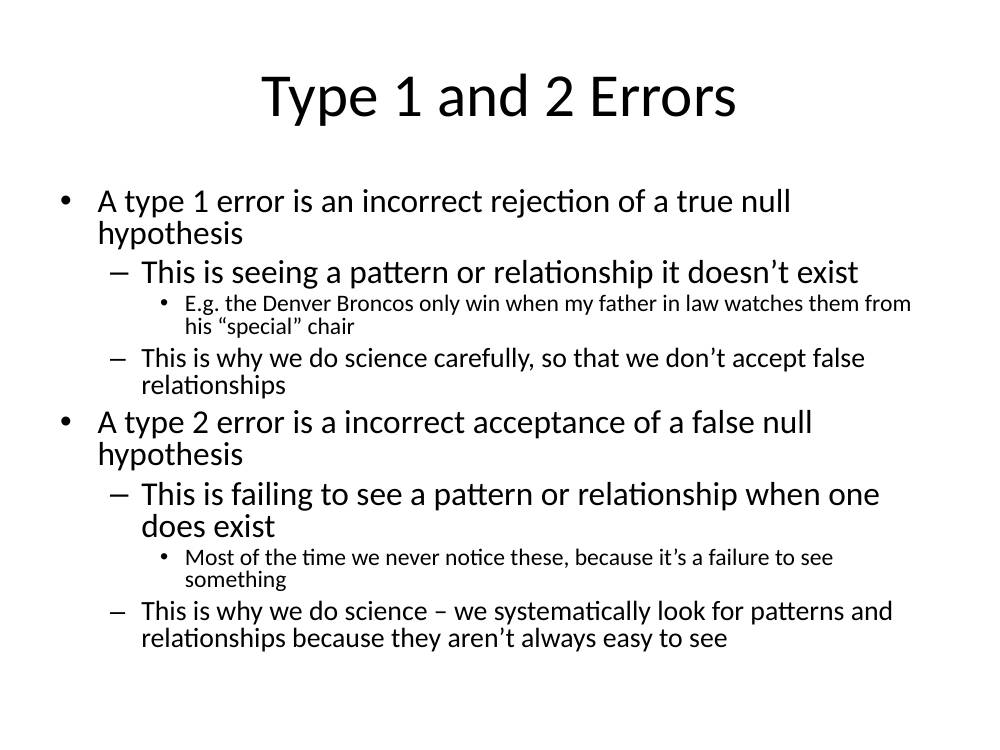 Type 1 and 2 Errors
• A type 1 error is an incorrect rejection of a true null
hypothesis
– This is seeing a pattern or relationship it doesn’t exist
• E.g. the Denver Broncos only win when my father in law watches them from
his “special” chair
– This is why we do science carefully, so that we don’t accept false
relationships
• A type 2 error is a incorrect acceptance of a false null
hypothesis
– This is failing to see a pattern or relationship when one
does exist
• Most of the time we never notice these, because it’s a failure to see
something
– This is why we do science – we systematically look for patterns and
relationships because they aren’t always easy to see